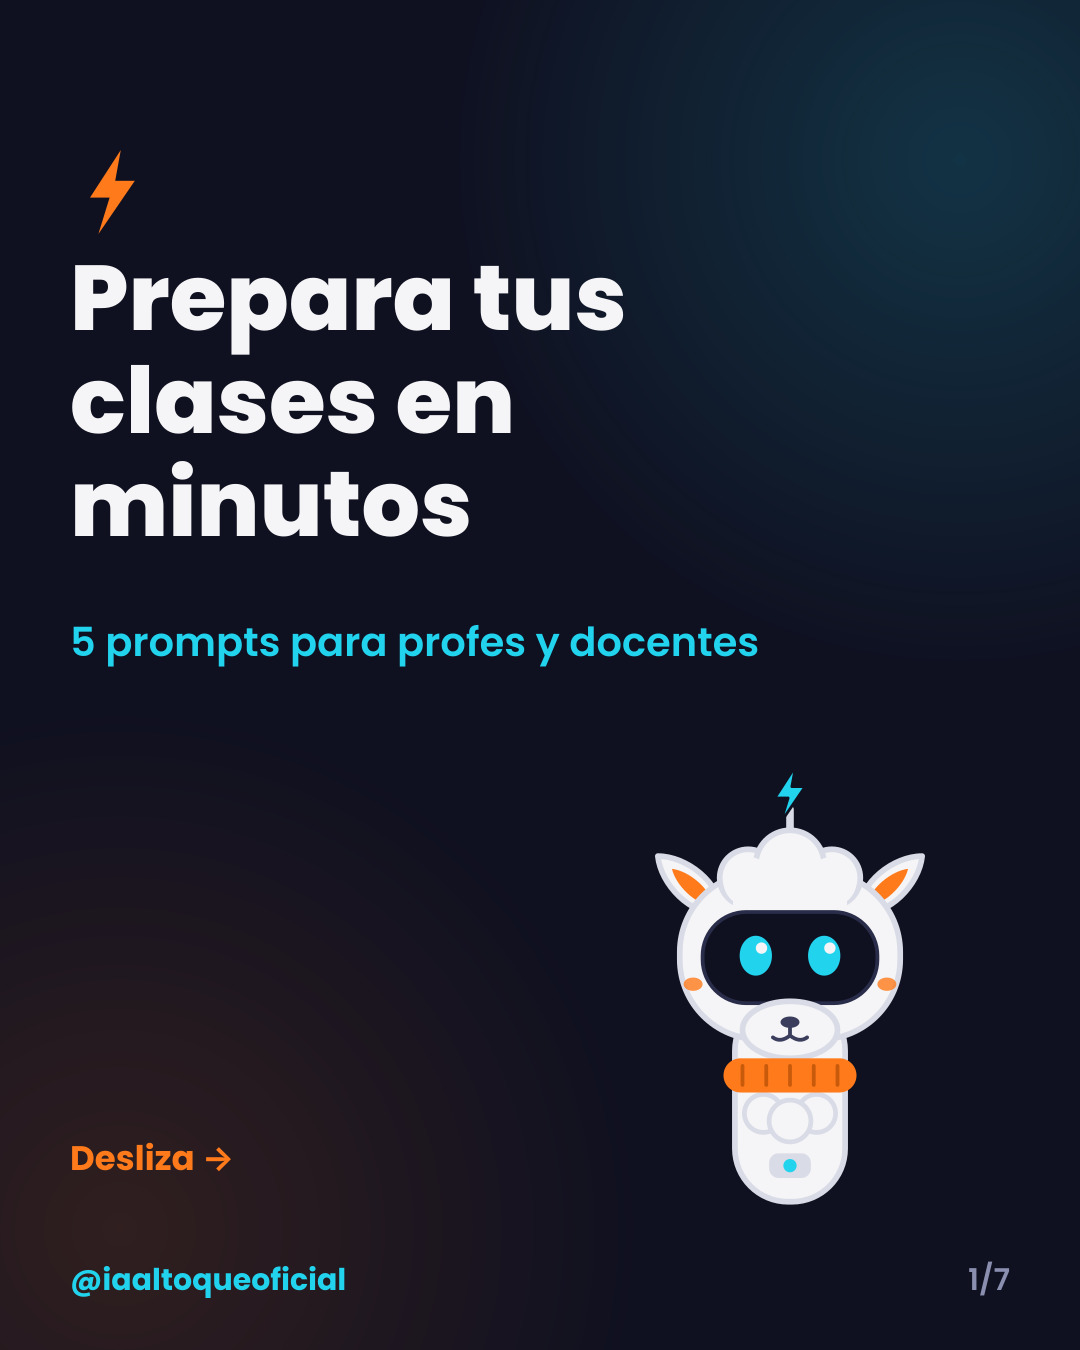 Prepara tus
clases en
minutos
5 prompts para profes y docentes
Desliza →
@iaaltoqueoficial
1/7